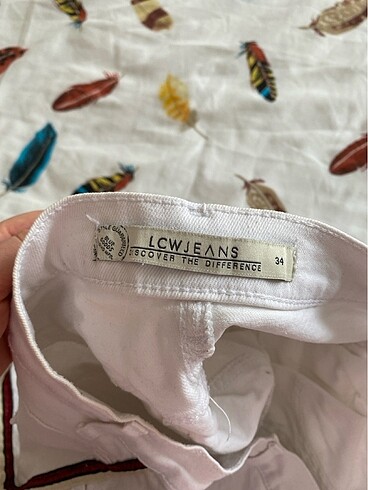 LCWJEANS
DISCOVER THE DIFFERENCE
34